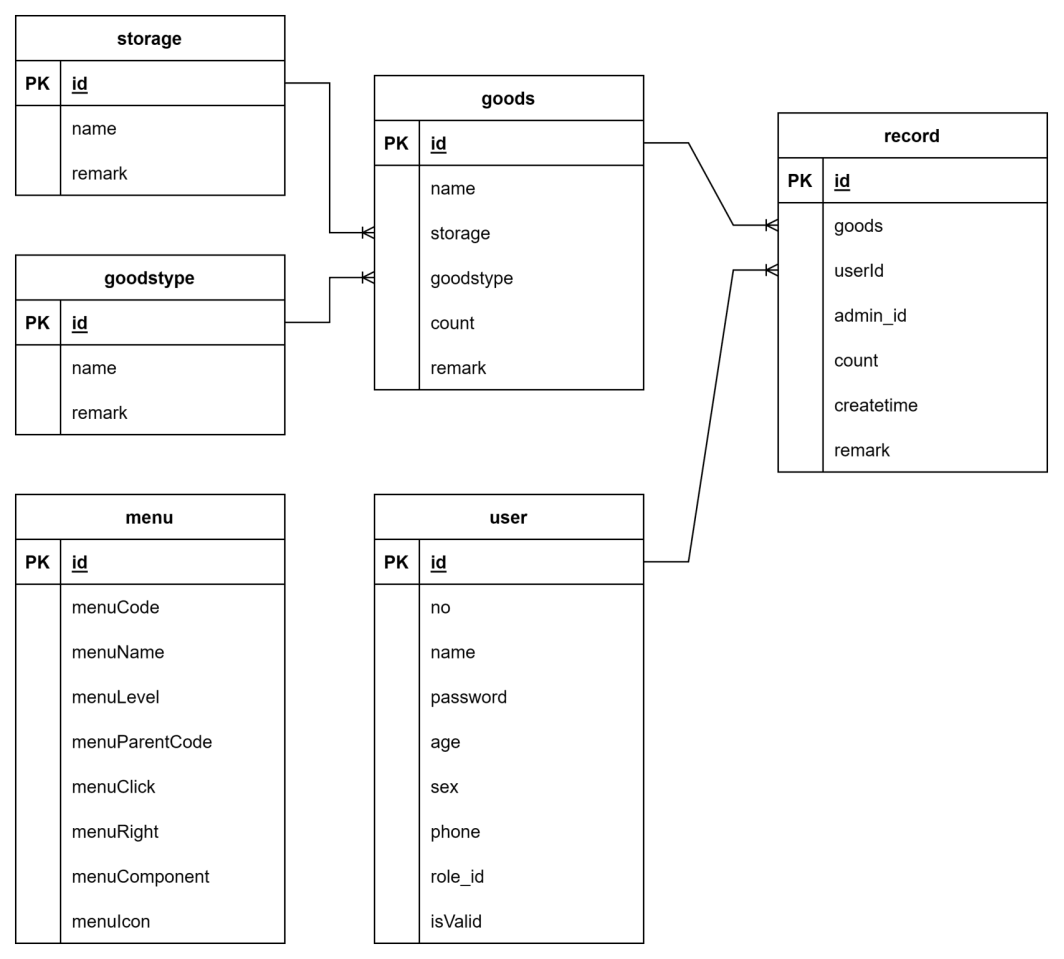 storage
PK id
name
remark
goodstype
PK id
name
remark
menu
PK id
menuCode
menuName
menuLevel
menuParentCode
menuClick
menuRight
menuComponent
menuIcon
goods
PK id
name
storage
goodstype
count
remark
user
PK id
no
name
password
age
sex
phone
role_id
isValid
record
PK id
goods
userId
admin_id
count
createtime
remark